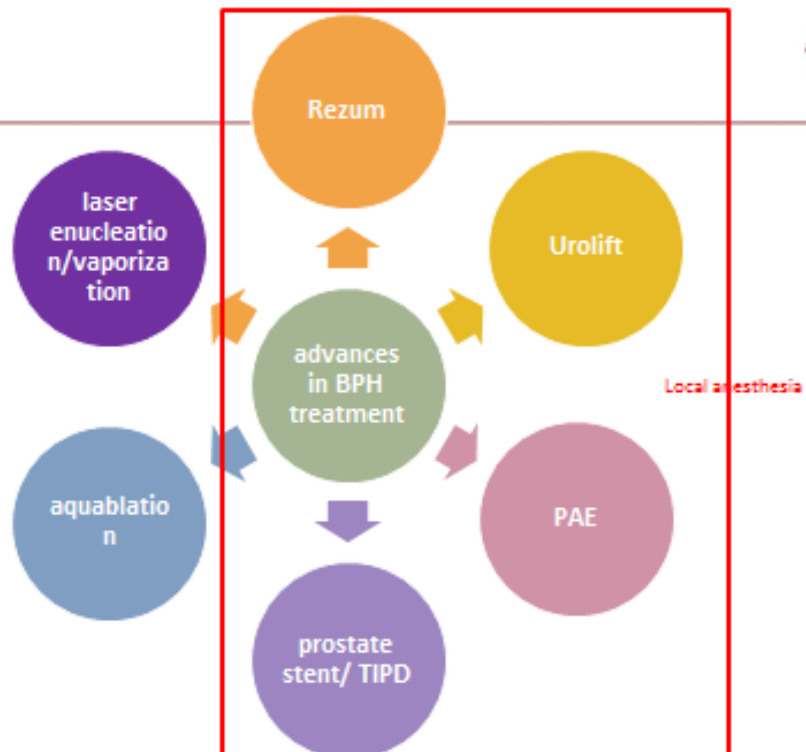 Rezum
laser
enucleatio
n/vaporiza
tion
Urolift
advances
in BPH
treatment
Local anesthesia
aquablatio
n
PAE
prostate
stent/ TIPD